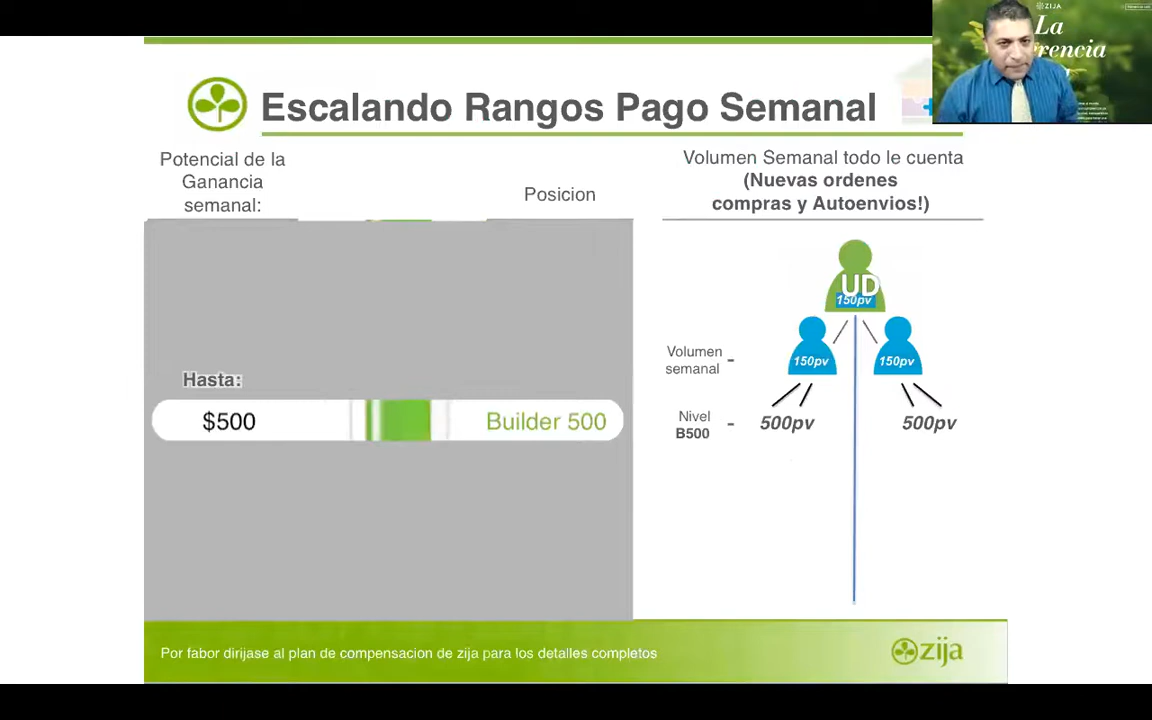 ZIJA
La
rencia
Escalando Rangos Pago Semanal
Potencial de la
Ganancia
semanal:
Posicion
Volumen Semanal todo le cuenta
(Nuevas ordenes
compras y Autoenvios!)
UD
150pv
150pv
150pv
Volumen
semanal
-
Nivel
B500
-
500pv
500pv
Hasta:
$500
Builder 500
Por fabor dirijase al plan de compensacion de zija para los detalles completos
zija